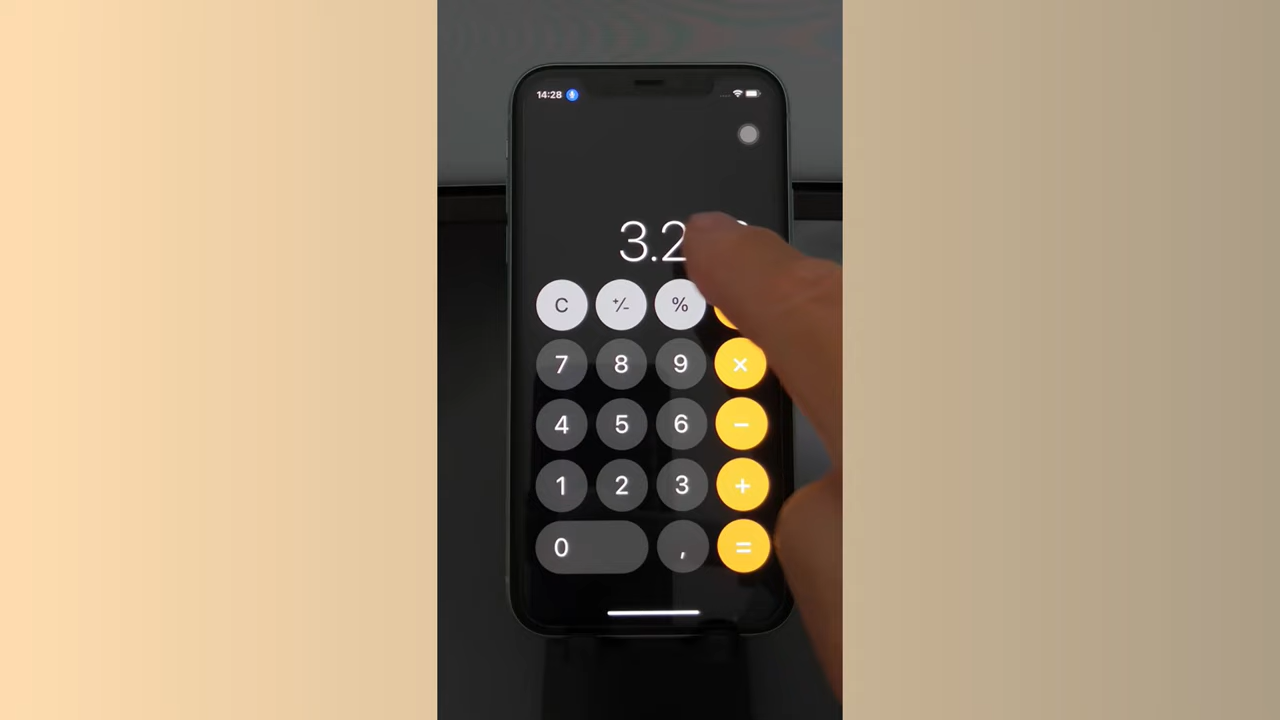 14:28
3.2
C +/- %
7 8 9 ×
4 5 6 −
1 2 3 +
0 , =